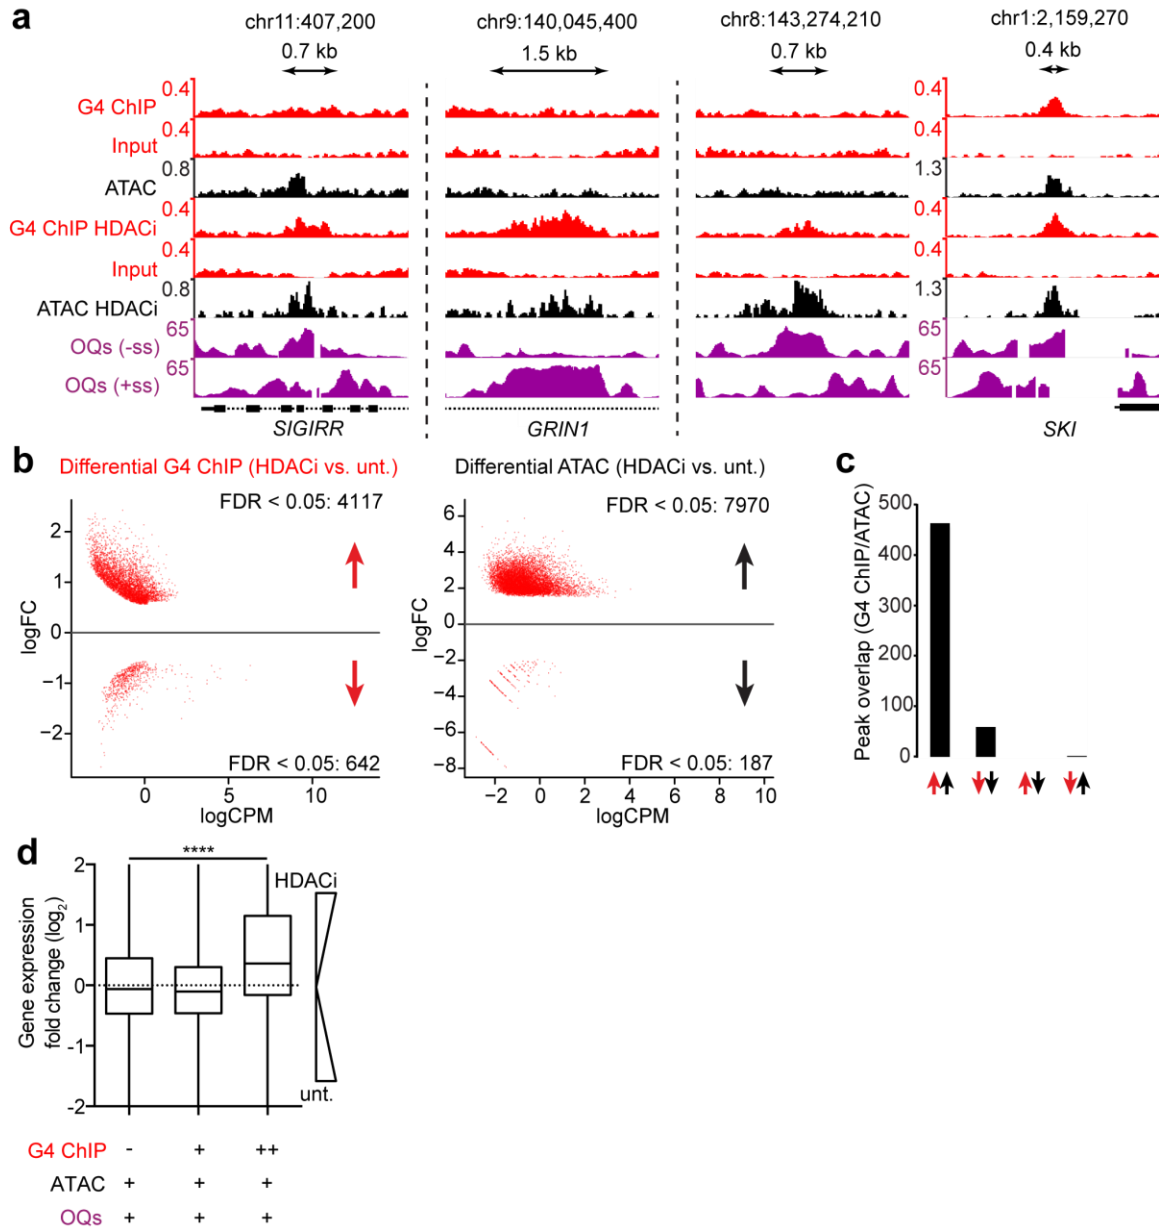 a
chr11:407,200 chr9:140,045,400 chr8:143,274,210 chr1:2,159,270
0.7 kb 1.5 kb 0.7 kb 0.4 kb
G4 ChIP 0.4 0.4
Input 0.4 0.4
ATAC 0.8 1.3
G4 ChIP HDACi 0.4 0.4
Input 0.4 0.4
ATAC HDACi 0.8 1.3
OQs (-ss) 65 65
OQs (+ss) 65 65
SIGIRR GRIN1 SKI
b
Differential G4 ChIP (HDACi vs. unt.)
FDR < 0.05: 4117
logFC
2
1
0
−1
−2
FDR < 0.05: 642
0 5 10
logCPM
Differential ATAC (HDACi vs. unt.)
FDR < 0.05: 7970
6
4
2
0
−2
−4
−6
−8
FDR < 0.05: 187
−2 0 2 4 6 8 10
logCPM
c
Peak overlap (G4 ChIP/ATAC)
500
400
300
200
100
0
d
Gene expression
fold change (log2)
2
1
0
-1
-2
****
HDACi
unt.
G4 ChIP - + ++
ATAC + + +
OQs + + +